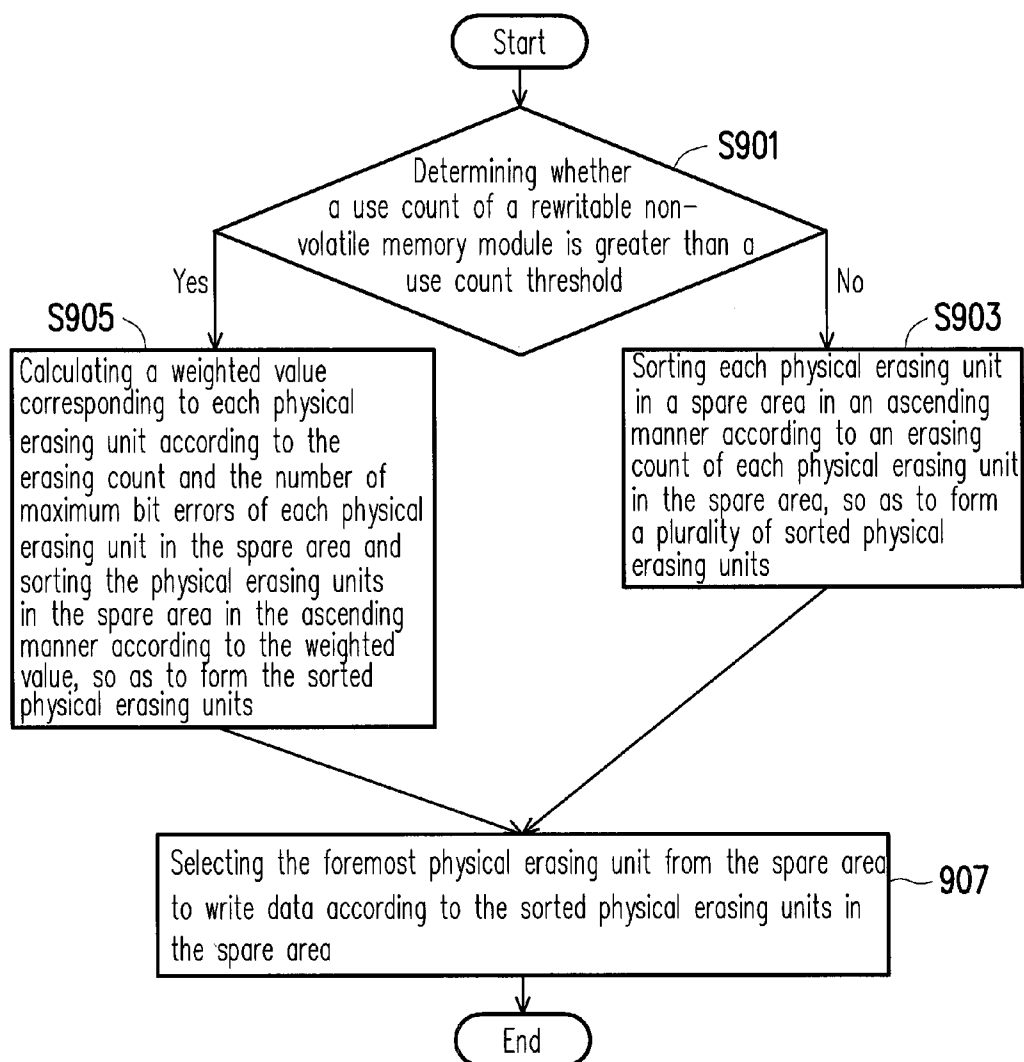 Start
S901
Determining whether
a use count of a rewritable non-
volatile memory module is greater than a
use count threshold
Yes
No
S905
Calculating a weighted value
corresponding to each physical
erasing unit according to the
erasing count and the number of
maximum bit errors of each physical
erasing unit in the spare area and
sorting the physical erasing units
in the spare area in the ascending
manner according to the weighted
value, so as to form the sorted
physical erasing units
S903
Sorting each physical erasing unit
in a spare area in an ascending
manner according to an erasing
count of each physical erasing unit
in the spare area, so as to form
a plurality of sorted physical
erasing units
Selecting the foremost physical erasing unit from the spare area
to write data according to the sorted physical erasing units in
the spare area
907
End